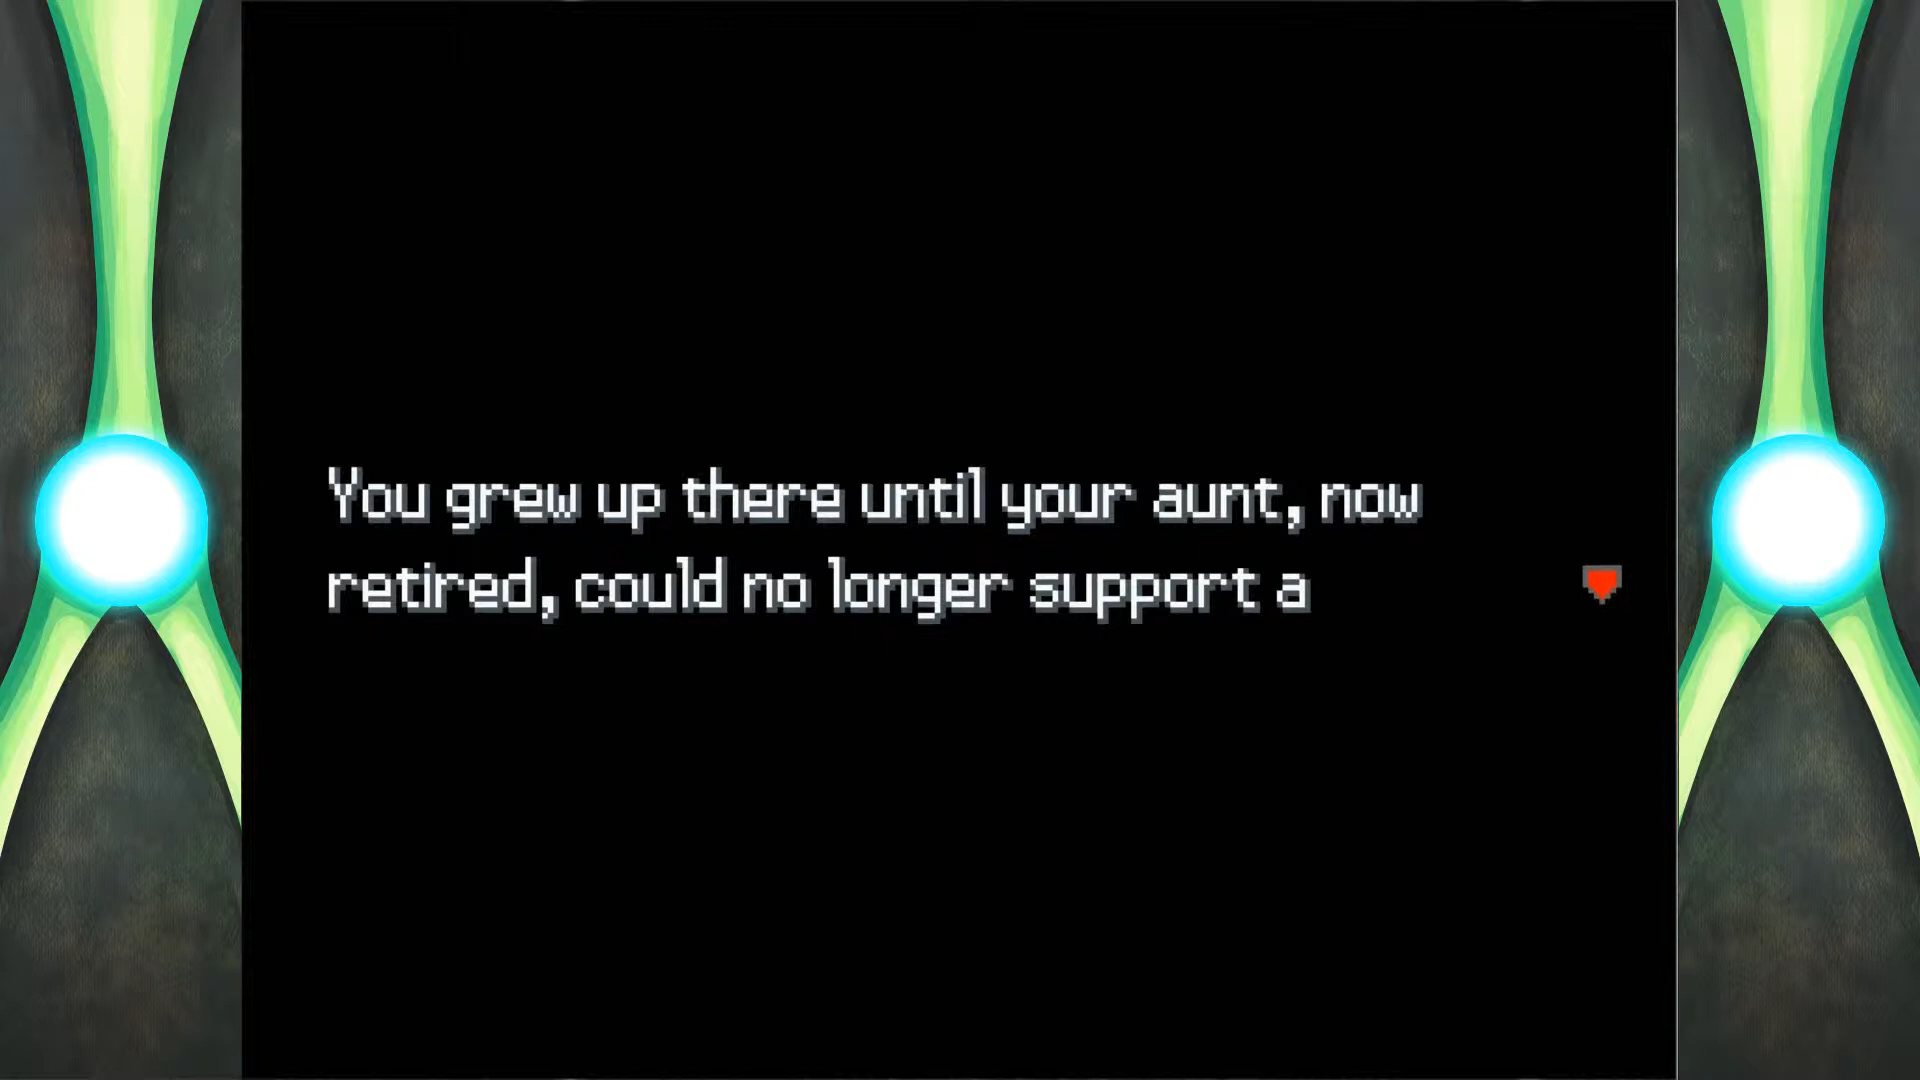 You grew up there until your aunt, now
retired, could no longer support a